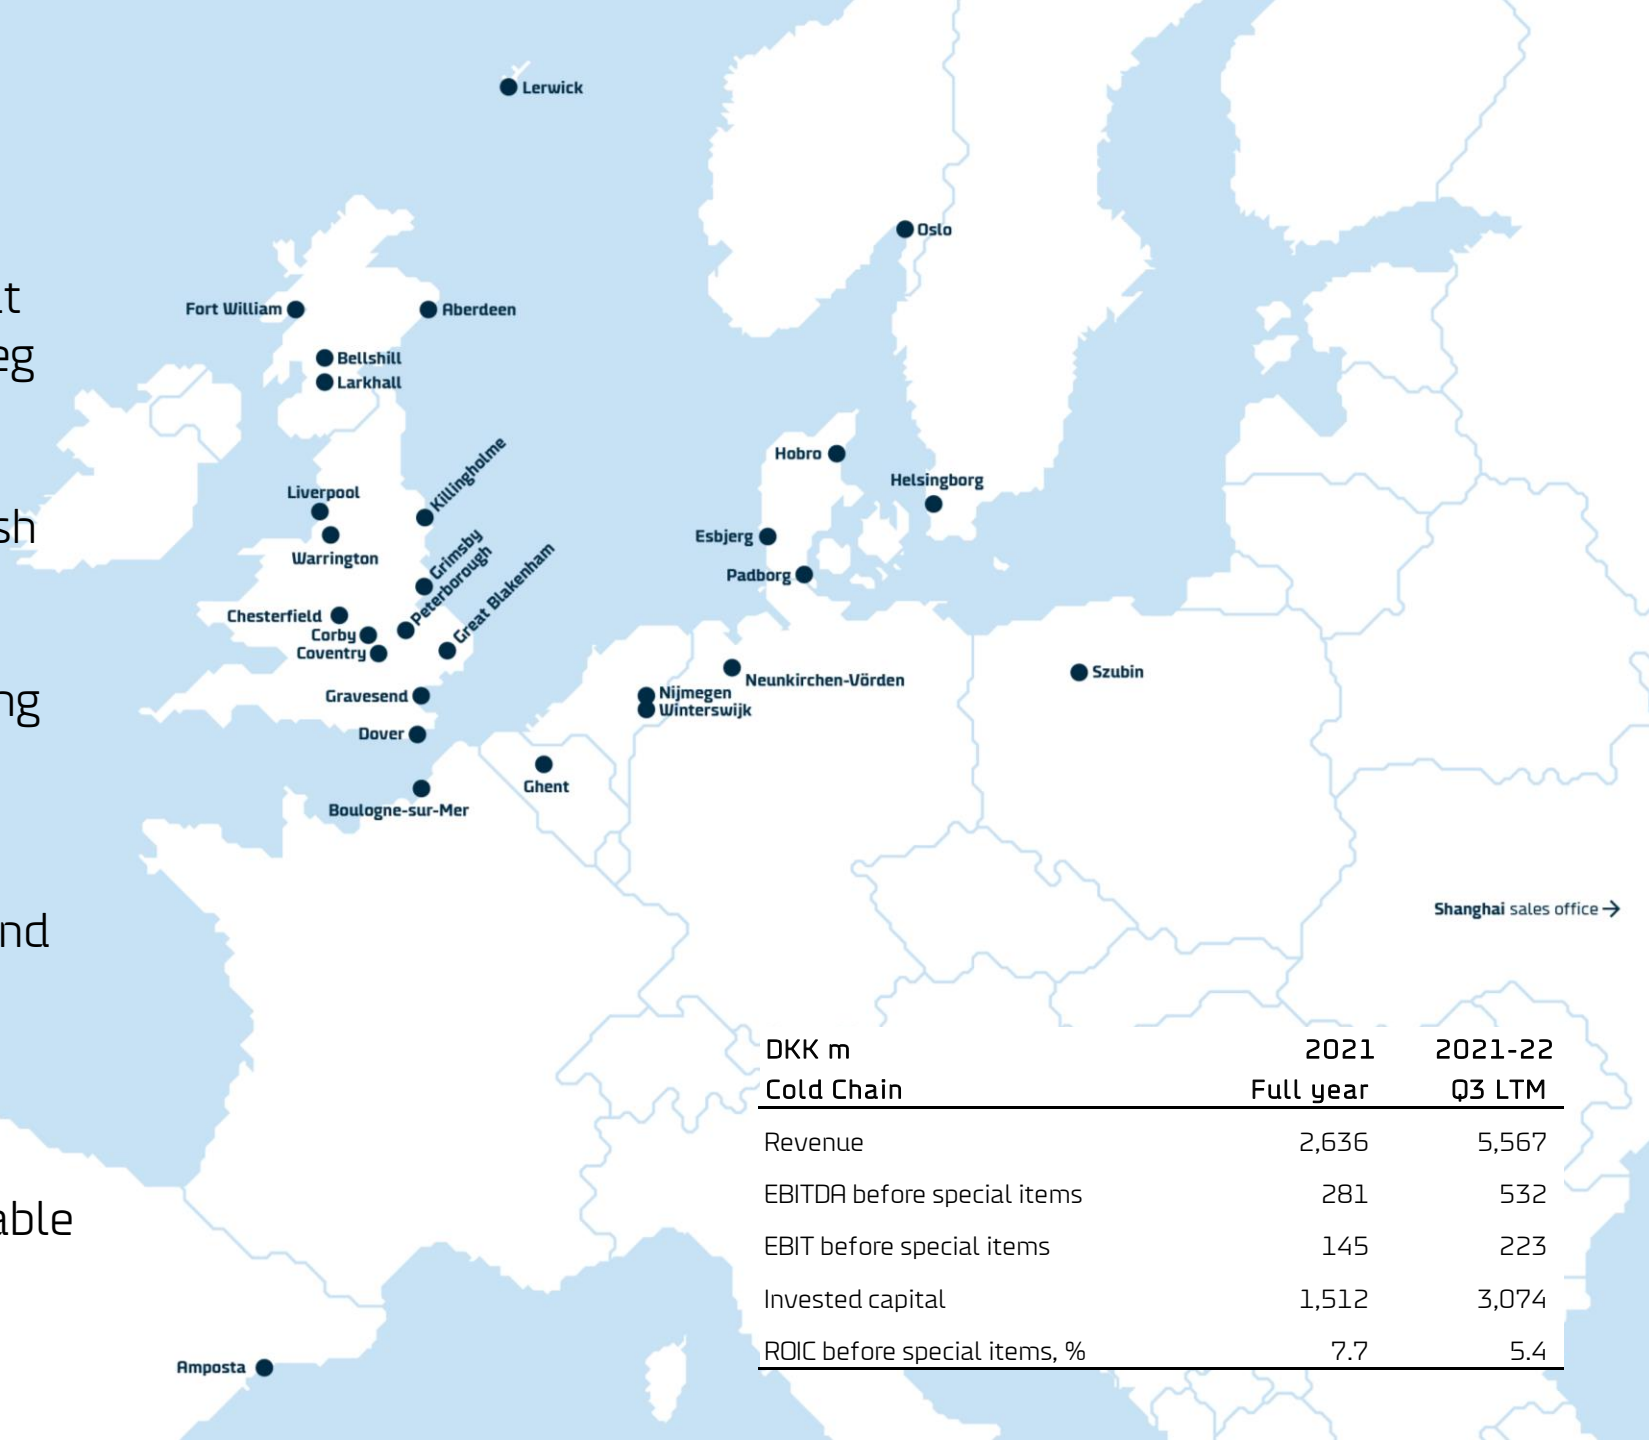 Lerwick
Oslo
Fort William
Aberdeen
Bellshill
Larkhall
Killingholme
Hobro
Helsingborg
Liverpool
Warrington
Grimsby
Peterborough
Great Blakenham
Esbjerg
Padborg
Chesterfield
Corby
Coventry
Gravesend
Dover
Neunkirchen-Vörden
Nijmegen
Winterswijk
Szubin
Ghent
Boulogne-sur-Mer
Shanghai sales office →
Amposta
able
DKK m 2021 2021-22
Cold Chain Full year Q3 LTM
Revenue 2,636 5,567
EBITDA before special items 281 532
EBIT before special items 145 223
Invested capital 1,512 3,074
ROIC before special items, % 7.7 5.4